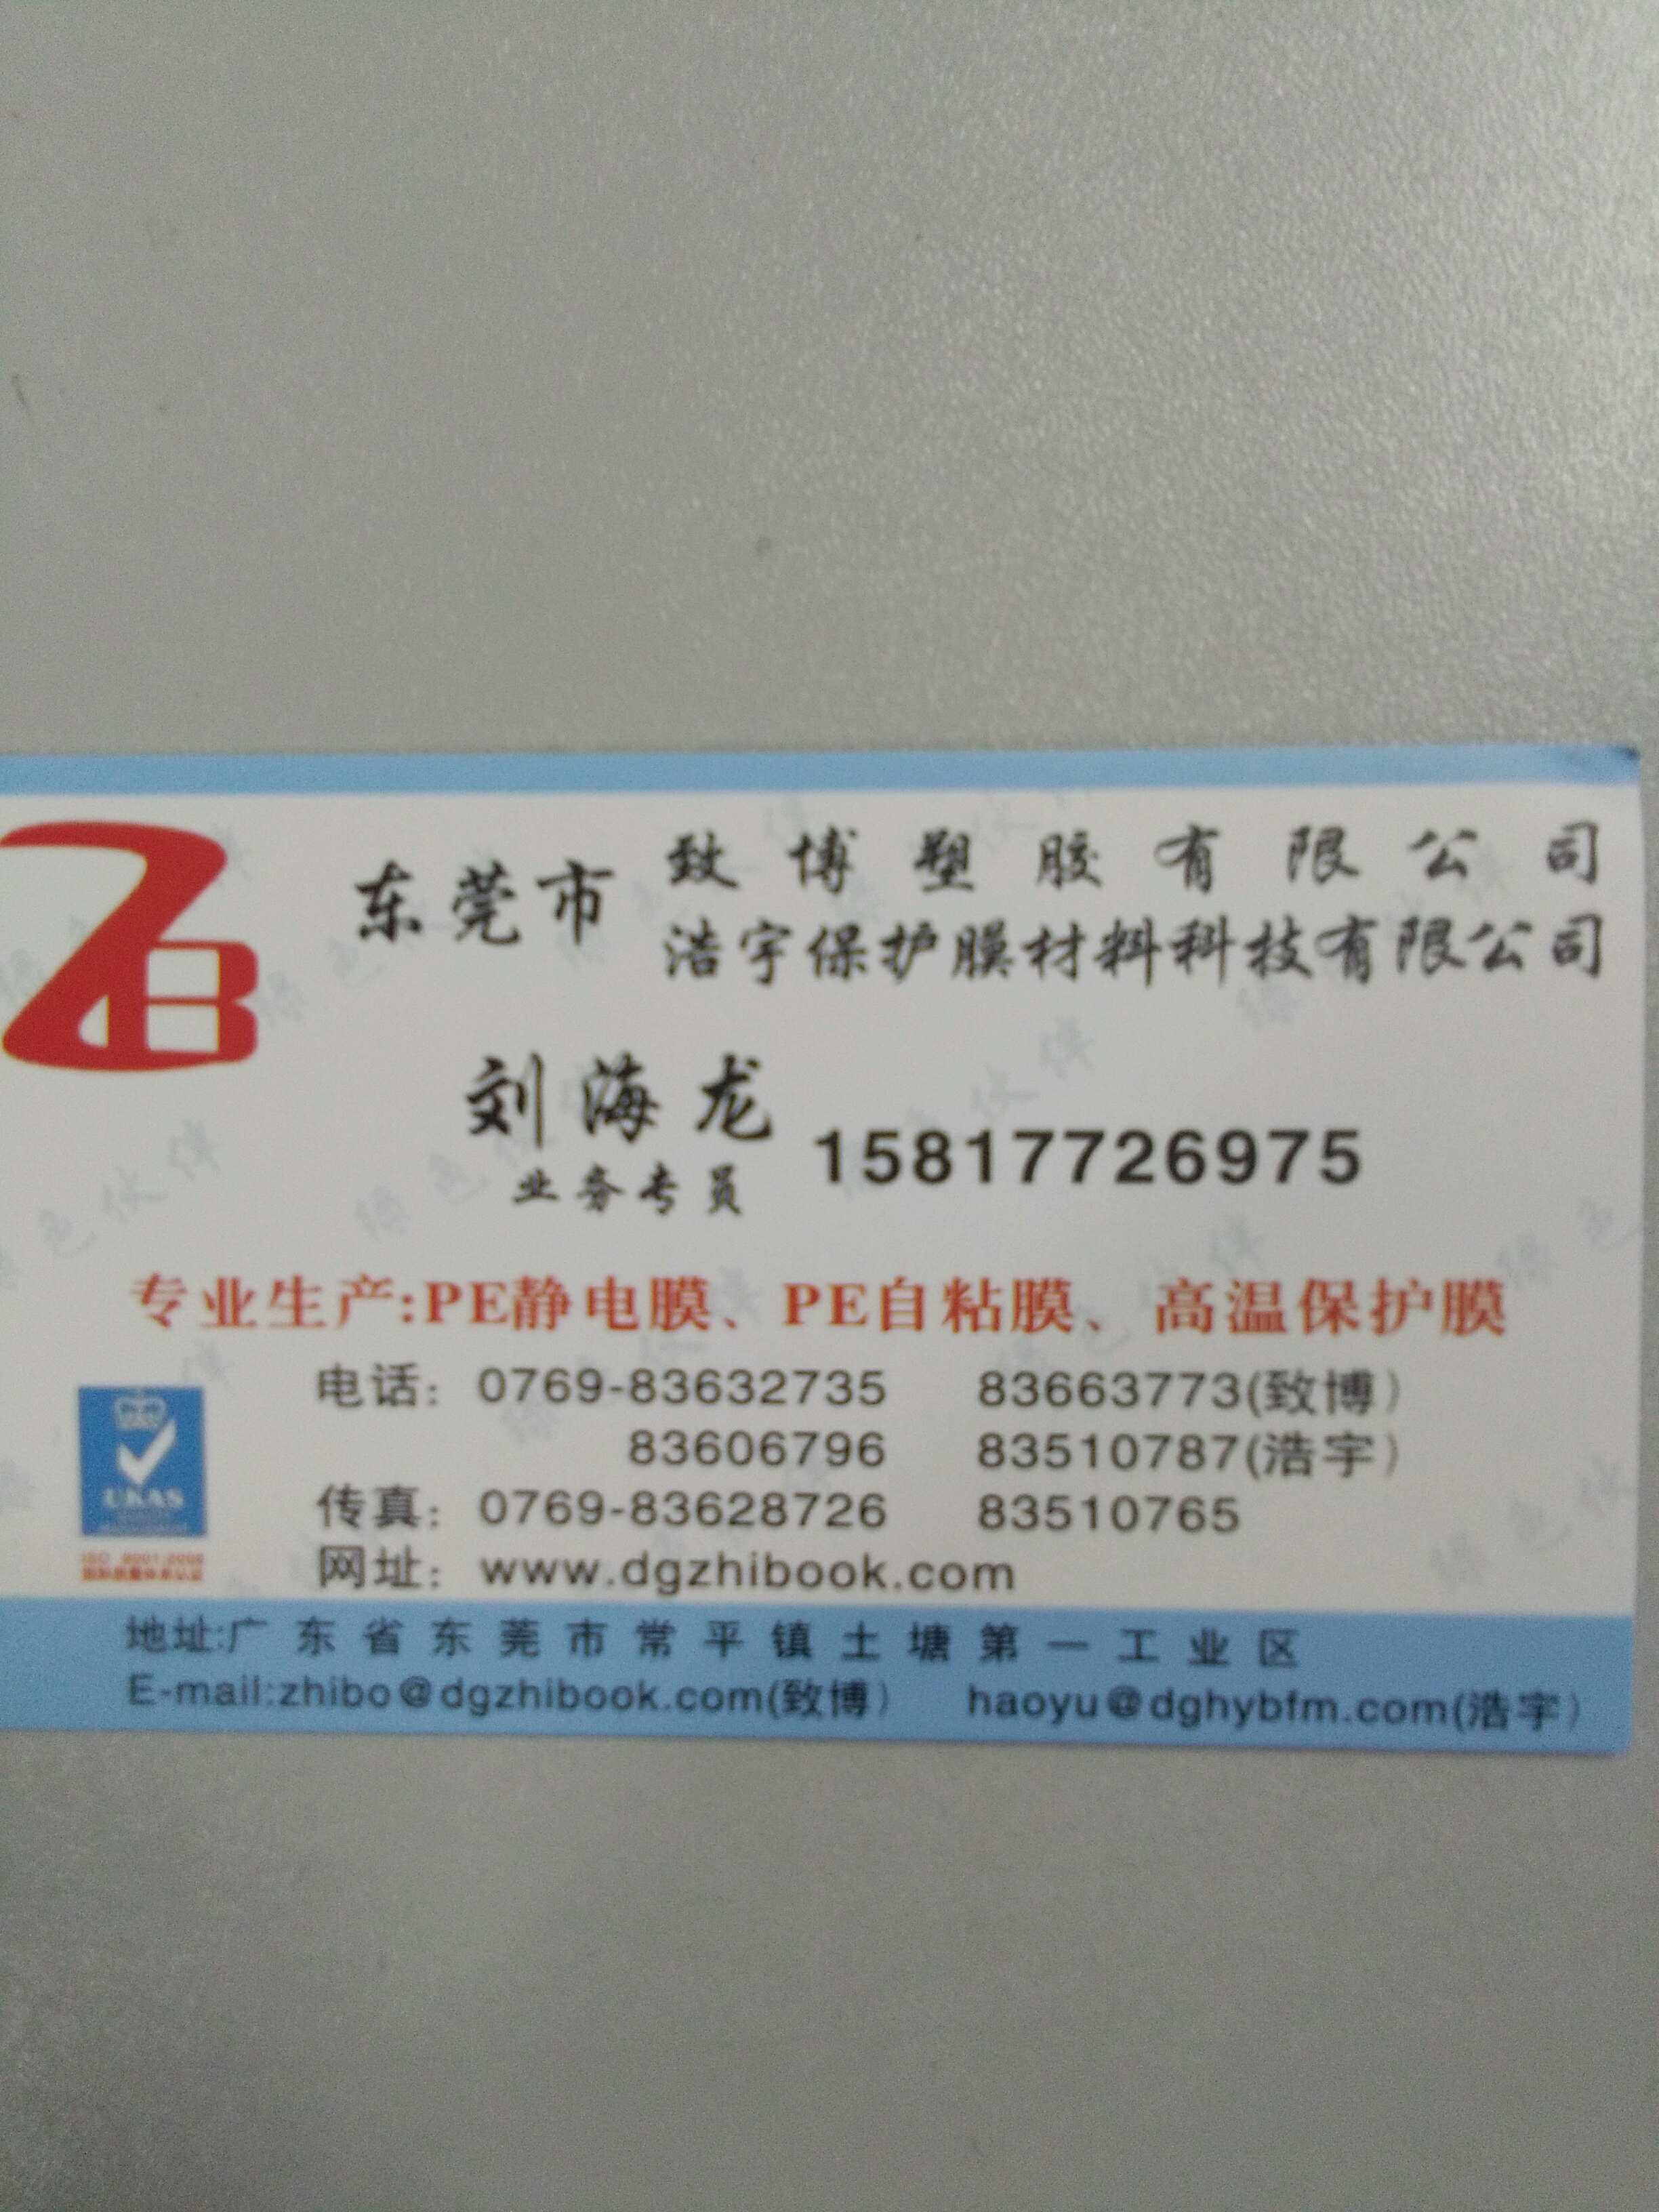 东莞市 致博塑胶有限公司
浩宇保护膜材料科技有限公司
刘海龙 15817726975
业务专员
专业生产:PE静电膜、PE自粘膜、高温保护膜
电话: 0769-83632735 83663773(致博)
83606796 83510787(浩宇)
传真: 0769-83628726 83510765
网址: www.dgzhibook.com
UKAS
地址:广东省东莞市常平镇土塘第一工业区
E-mail:zhibo@dgzhibook.com(致博) haoyu@dghybfm.com(浩宇)